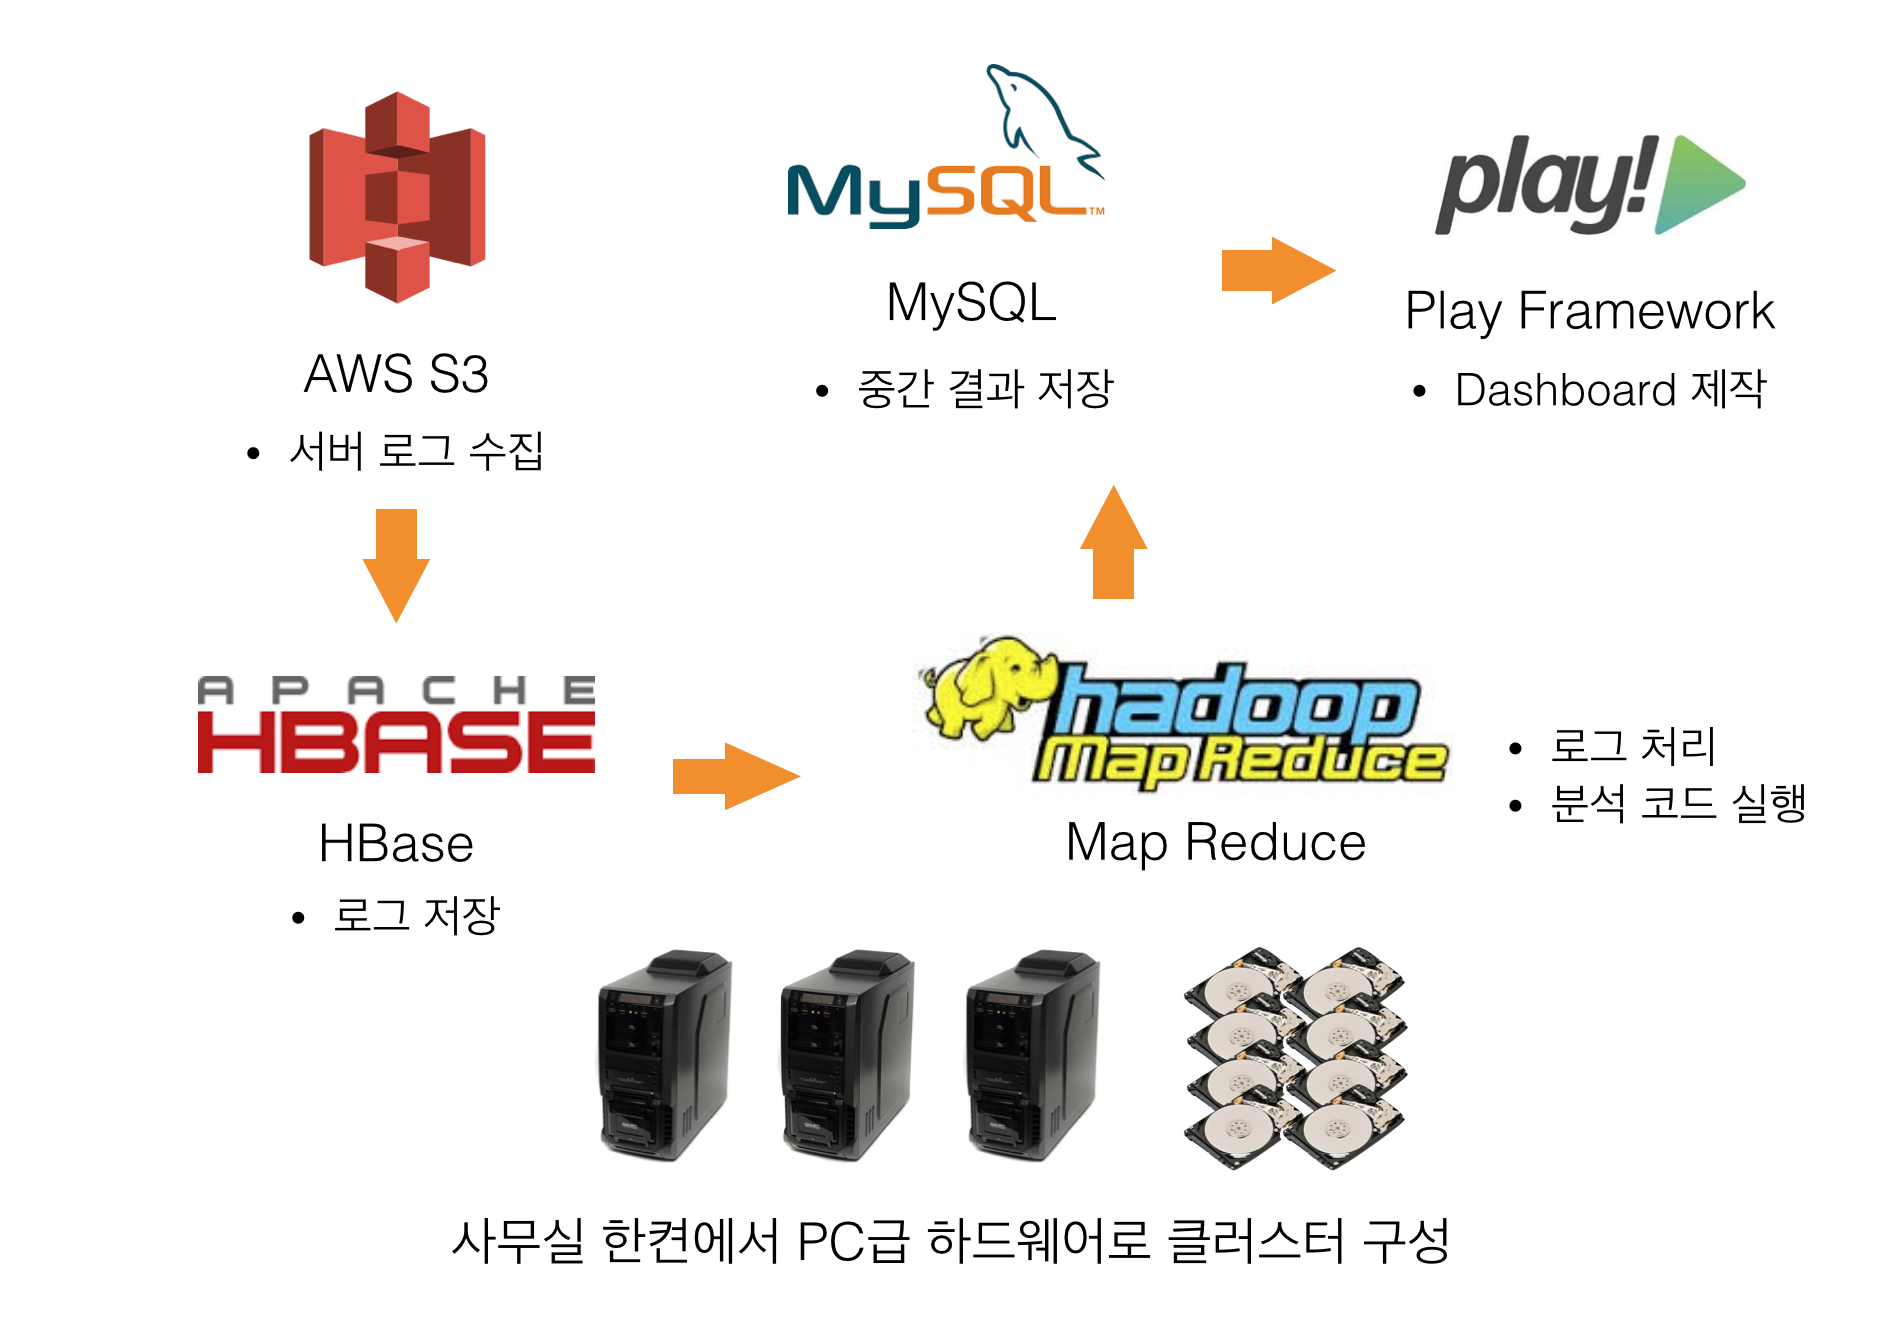 AWS S3
• 서버 로그 수집
MySQL™
MySQL
• 중간 결과 저장
play!
Play Framework
• Dashboard 제작
APACHE
HBASE
HBase
• 로그 저장
hadoop
Map Reduce
Map Reduce
• 로그 처리
• 분석 코드 실행
사무실 한켠에서 PC급 하드웨어로 클러스터 구성